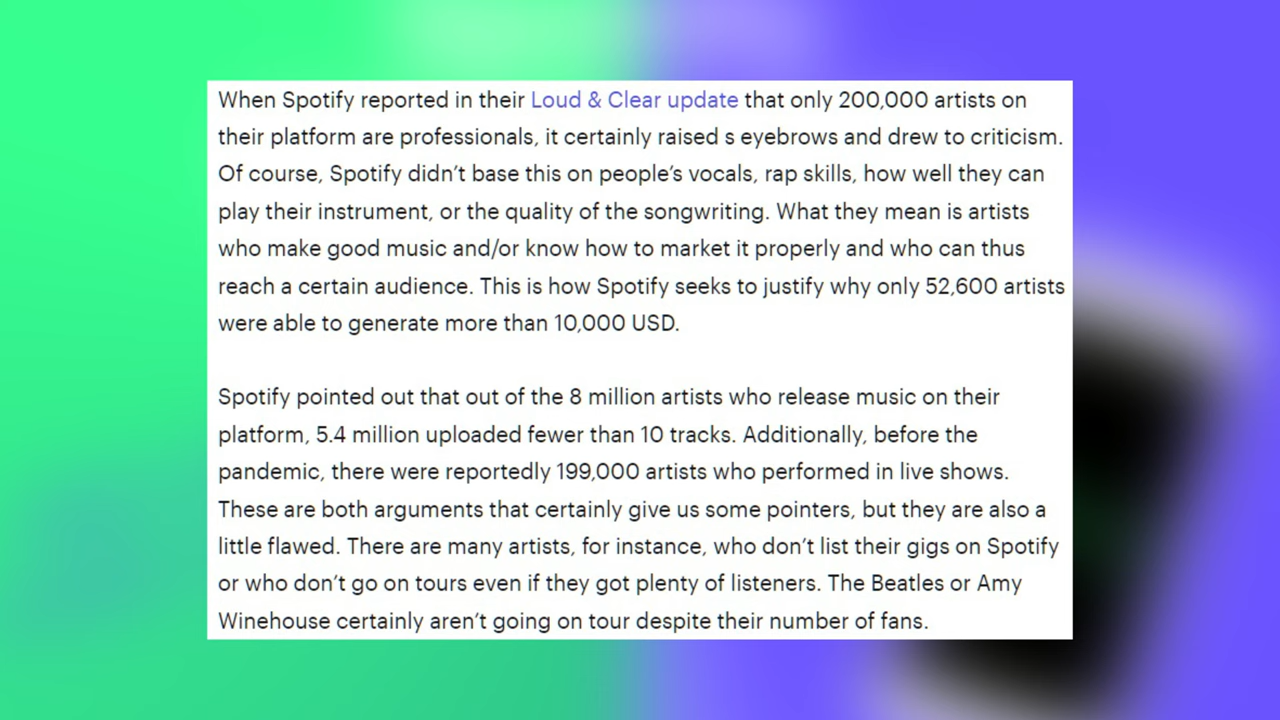 When Spotify reported in their Loud & Clear update that only 200,000 artists on
their platform are professionals, it certainly raised s eyebrows and drew to criticism.
Of course, Spotify didn’t base this on people’s vocals, rap skills, how well they can
play their instrument, or the quality of the songwriting. What they mean is artists
who make good music and/or know how to market it properly and who can thus
reach a certain audience. This is how Spotify seeks to justify why only 52,600 artists
were able to generate more than 10,000 USD.
Spotify pointed out that out of the 8 million artists who release music on their
platform, 5.4 million uploaded fewer than 10 tracks. Additionally, before the
pandemic, there were reportedly 199,000 artists who performed in live shows.
These are both arguments that certainly give us some pointers, but they are also a
little flawed. There are many artists, for instance, who don’t list their gigs on Spotify
or who don’t go on tours even if they got plenty of listeners. The Beatles or Amy
Winehouse certainly aren’t going on tour despite their number of fans.